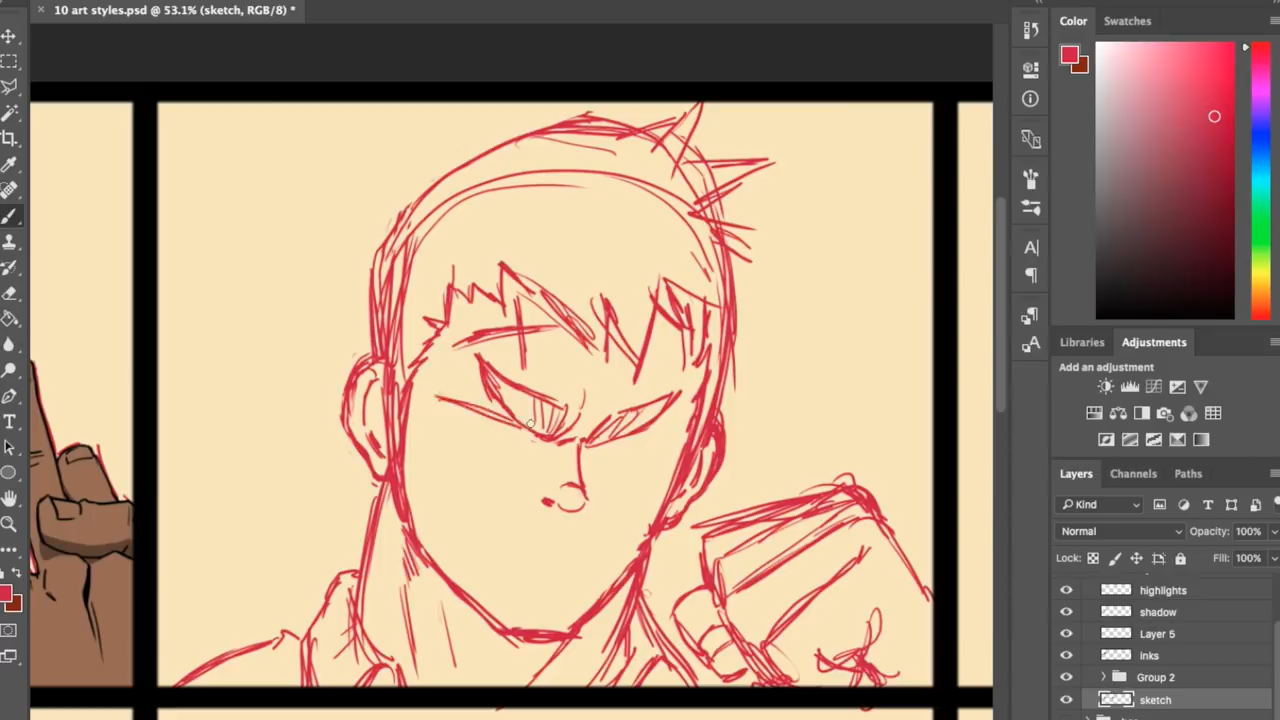 10 art styles.psd @ 53.1% (sketch, RGB/8) *
Color
Swatches
Libraries
Adjustments
Add an adjustment
Layers
Channels
Paths
Kind
Normal
Opacity: 100%
Lock:
Fill: 100%
highlights
shadow
Layer 5
inks
Group 2
sketch